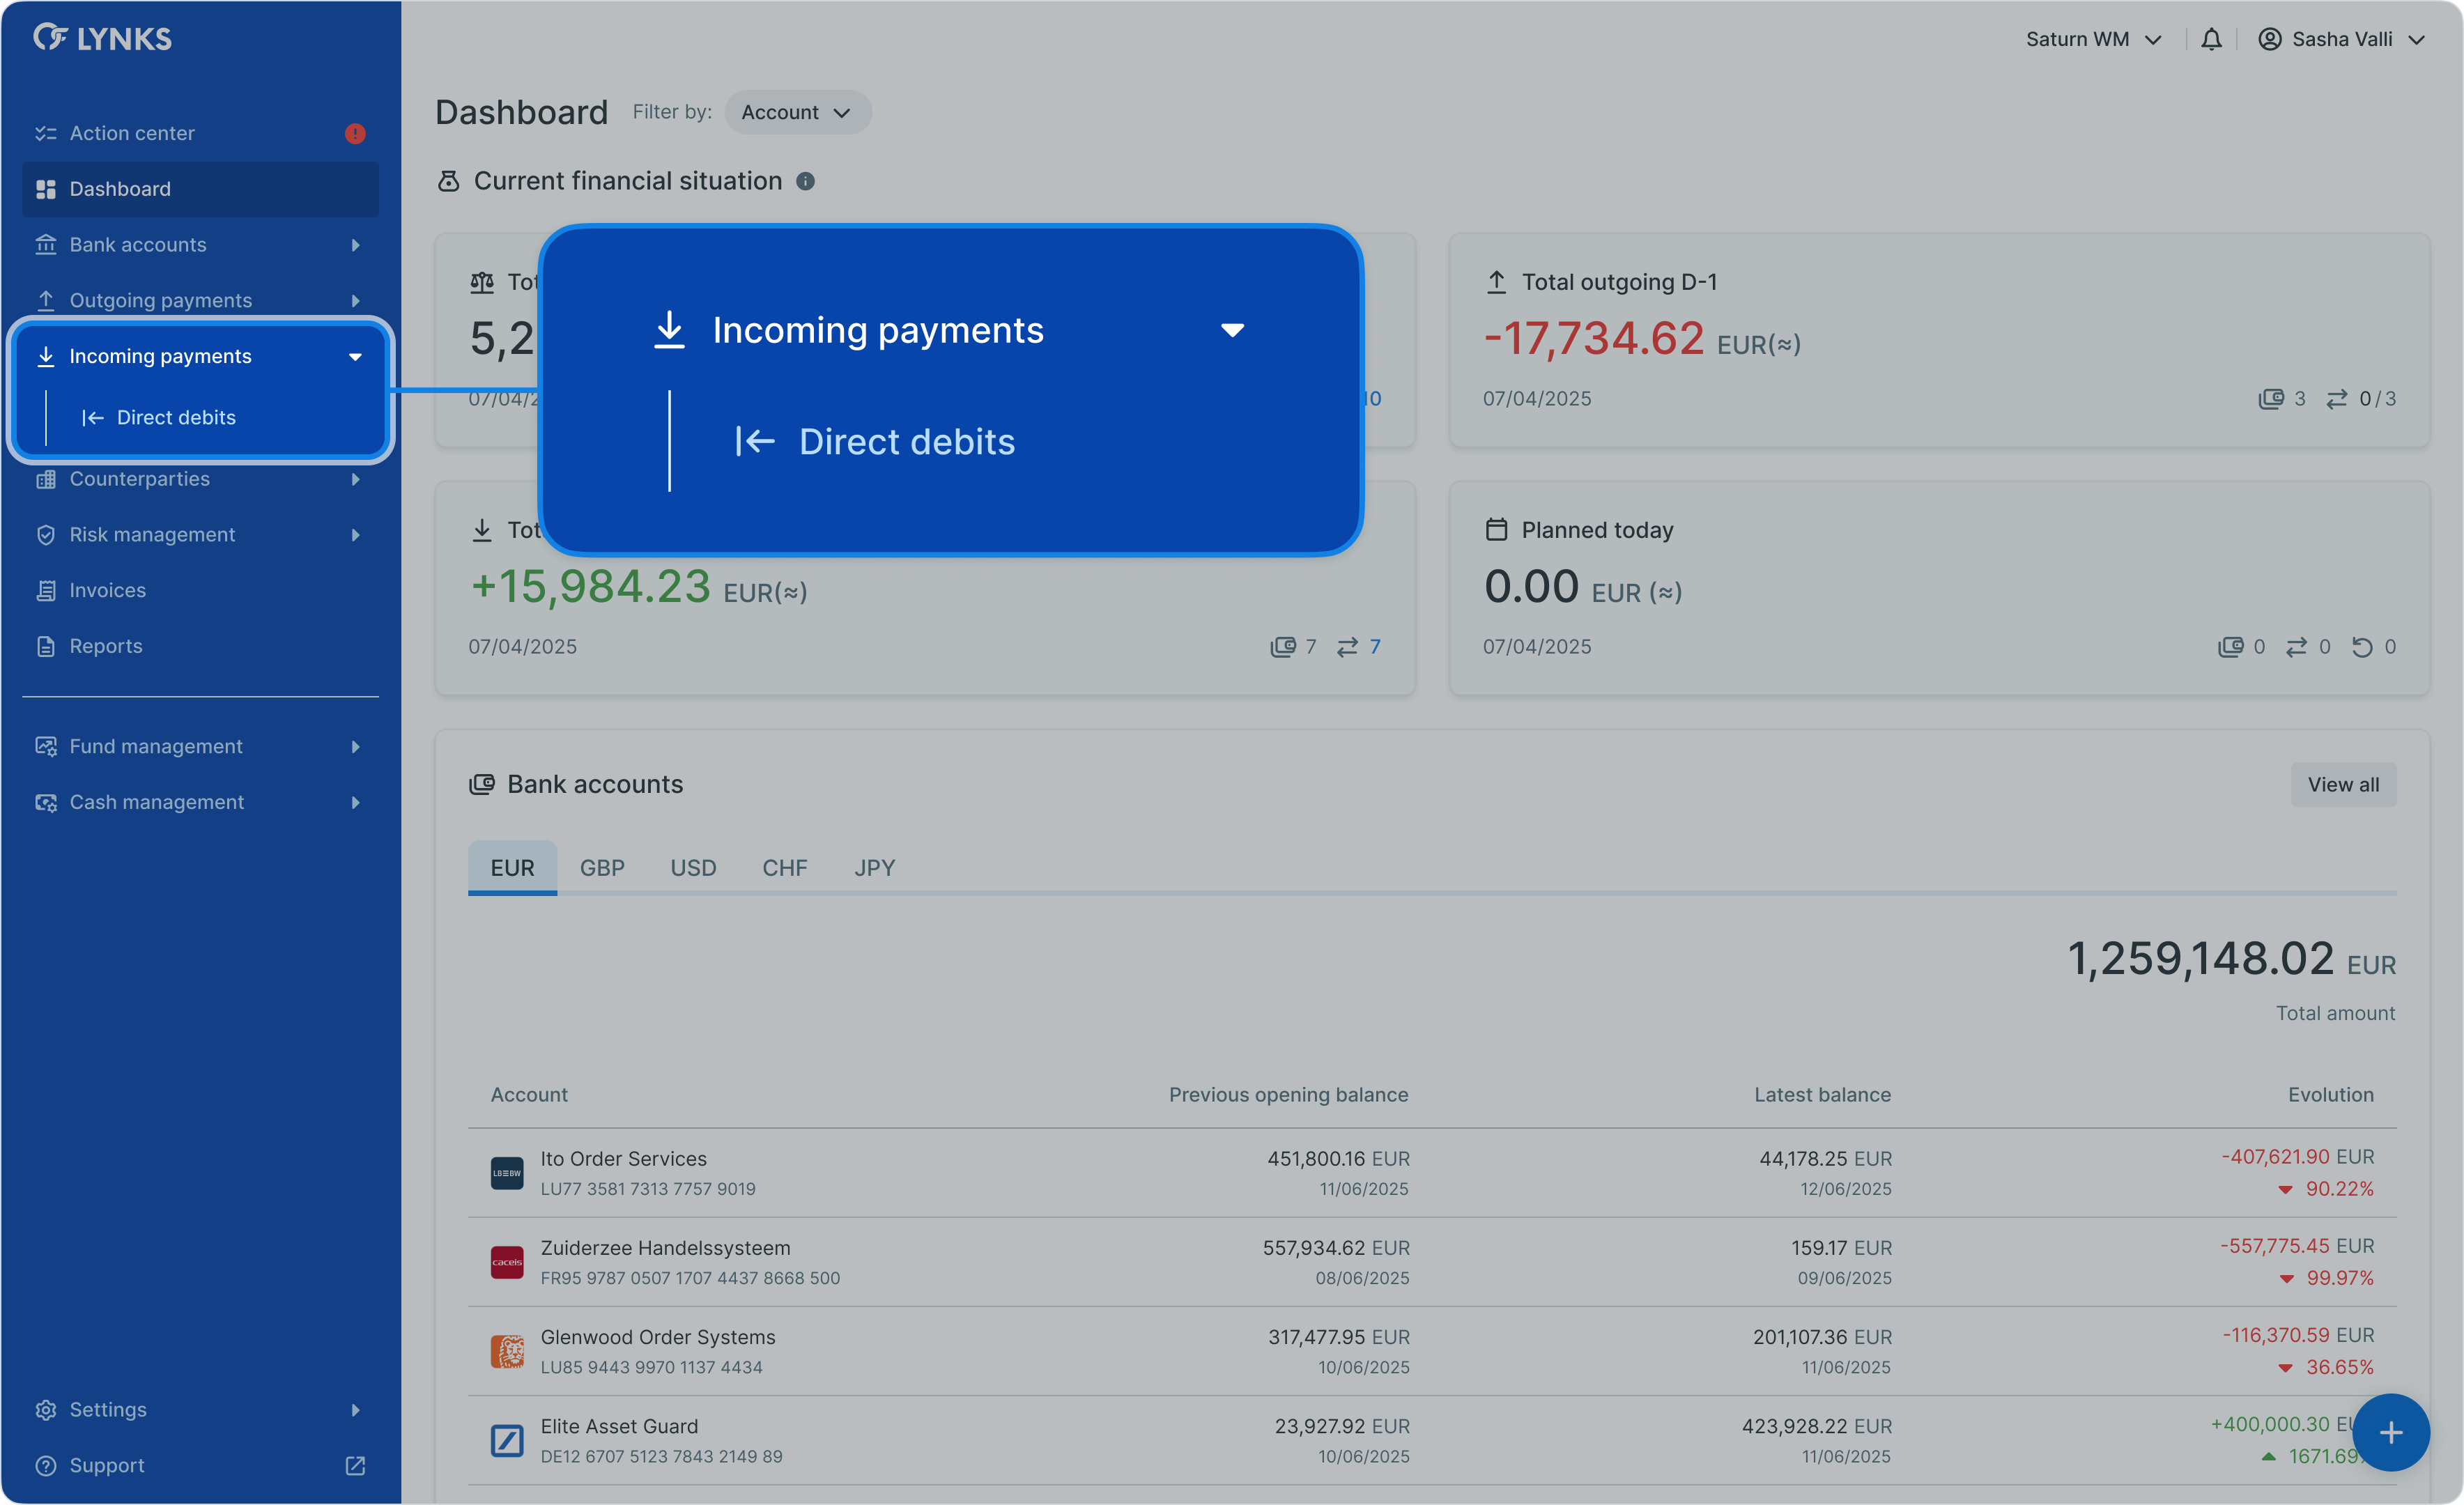 LYNKS
Saturn WM
Sasha Valli
Action center
Dashboard
Bank accounts
Outgoing payments
Incoming payments
Direct debits
Counterparties
Risk management
Invoices
Reports
Fund management
Cash management
Settings
Support
Dashboard Filter by: Account
Current financial situation
Incoming payments
Direct debits
Total outgoing D-1
-17,734.62 EUR(≈)
07/04/2025 3 0/3
+15,984.23 EUR(≈)
07/04/2025 7 7
Planned today
0.00 EUR (≈)
07/04/2025 0 0 0
Bank accounts View all
EUR GBP USD CHF JPY
1,259,148.02 EUR
Total amount
Account Previous opening balance Latest balance Evolution
LB≡BW Ito Order Services 451,800.16 EUR 44,178.25 EUR -407,621.90 EUR
LU77 3581 7313 7757 9019 11/06/2025 12/06/2025 90.22%
caceis Zuiderzee Handelssysteem 557,934.62 EUR 159.17 EUR -557,775.45 EUR
FR95 9787 0507 1707 4437 8668 500 08/06/2025 09/06/2025 99.97%
Glenwood Order Systems 317,477.95 EUR 201,107.36 EUR -116,370.59 EUR
LU85 9443 9970 1137 4434 10/06/2025 11/06/2025 36.65%
Elite Asset Guard 23,927.92 EUR 423,928.22 EUR +400,000.30
DE12 6707 5123 7843 2149 89 10/06/2025 11/06/2025 1671.69